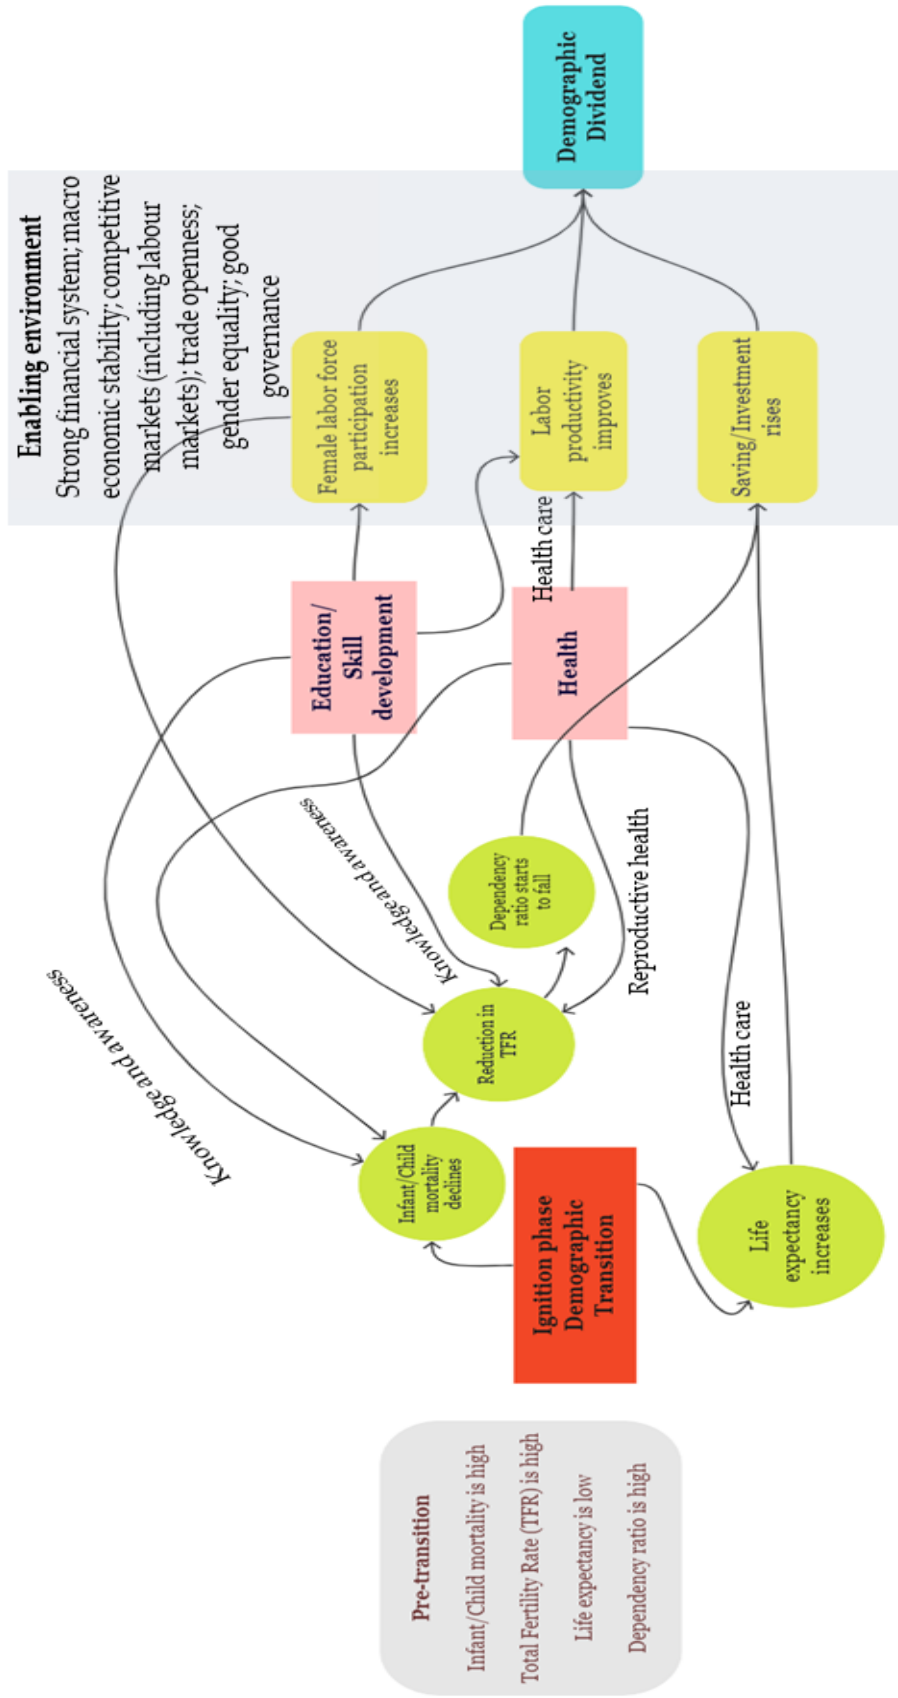 Pre-transition
Infant/Child mortality is high
Total Fertility Rate (TFR) is high
Life expectancy is low
Dependency ratio is high
Ignition phase
Demographic
Transition
Infant/Child
mortality
declines
Life
expectancy
increases
Reduction in
TFR
Dependency
ratio starts
to fall
Knowledge and awareness
Knowledge and awareness
Reproductive health
Health care
Education/
Skill
development
Health
Health care
Enabling environment
Strong financial system; macro
economic stability; competitive
markets (including labour
markets); trade openness;
gender equality; good
governance
Female labor force
participation
increases
Labor
productivity
improves
Saving/Investment
rises
Demographic
Dividend